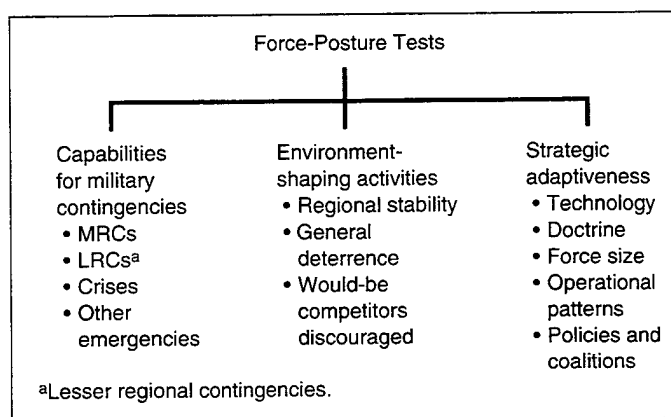 Force-Posture Tests
Capabilities
for military
contingencies
• MRCs
• LRCsᵃ
• Crises
• Other
emergencies
Environment-
shaping activities
• Regional stability
• General
deterrence
• Would-be
competitors
discouraged
Strategic
adaptiveness
• Technology
• Doctrine
• Force size
• Operational
patterns
• Policies and
coalitions
ᵃLesser regional contingencies.